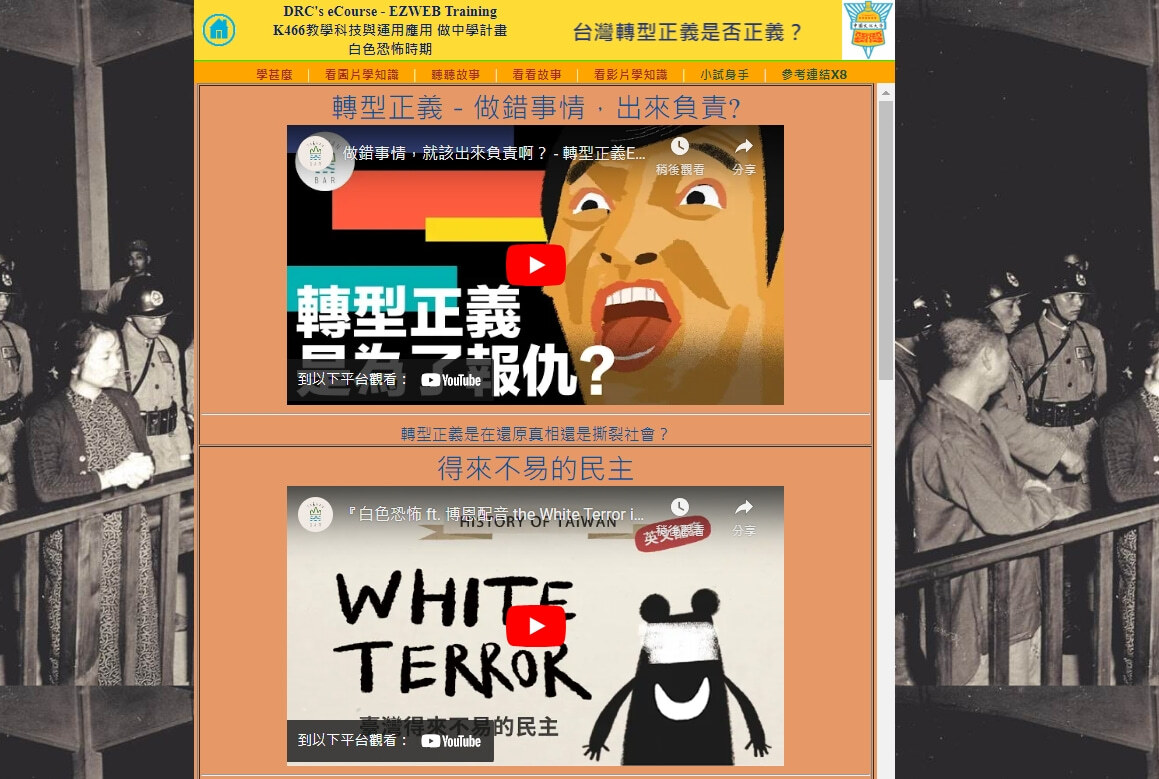 DRC's eCourse - EZWEB Training
K466教學科技與運用應用 做中學計畫
白色恐怖時期
台灣轉型正義是否正義？
學甚麼 | 看圖片學知識 | 聽聽故事 | 看看故事 | 看影片學知識 | 小試身手 | 參考連結X8
轉型正義 - 做錯事情，出來負責?
做錯事情，就該出來負責啊？ - 轉型正義E...
稍後觀看
分享
BAR
轉型正義
是為了報仇？
到以下平台觀看： YouTube
轉型正義是在還原真相還是撕裂社會？
得來不易的民主
『白色恐怖 ft. 博恩配音 the White Terror i...
稍後觀看
分享
HISTORY OF TAIWAN
WHITE
TERROR
臺灣得來不易的民主
到以下平台觀看： YouTube